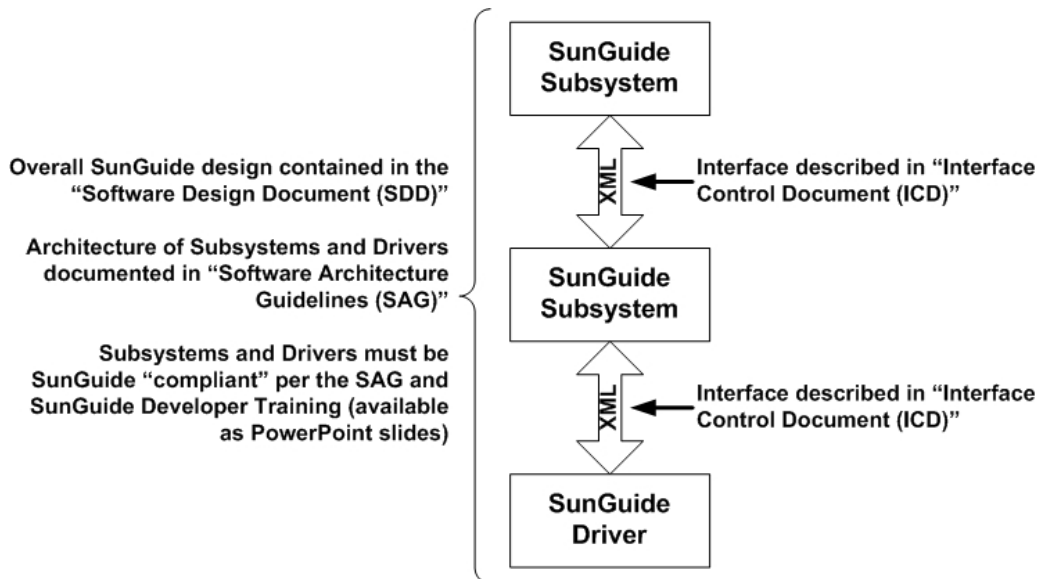 SunGuide
Subsystem
XML
Interface described in “Interface
Control Document (ICD)”
Overall SunGuide design contained in the
“Software Design Document (SDD)”
Architecture of Subsystems and Drivers
documented in “Software Architecture
Guidelines (SAG)”
Subsystems and Drivers must be
SunGuide “compliant” per the SAG and
SunGuide Developer Training (available
as PowerPoint slides)
SunGuide
Subsystem
XML
Interface described in “Interface
Control Document (ICD)”
SunGuide
Driver